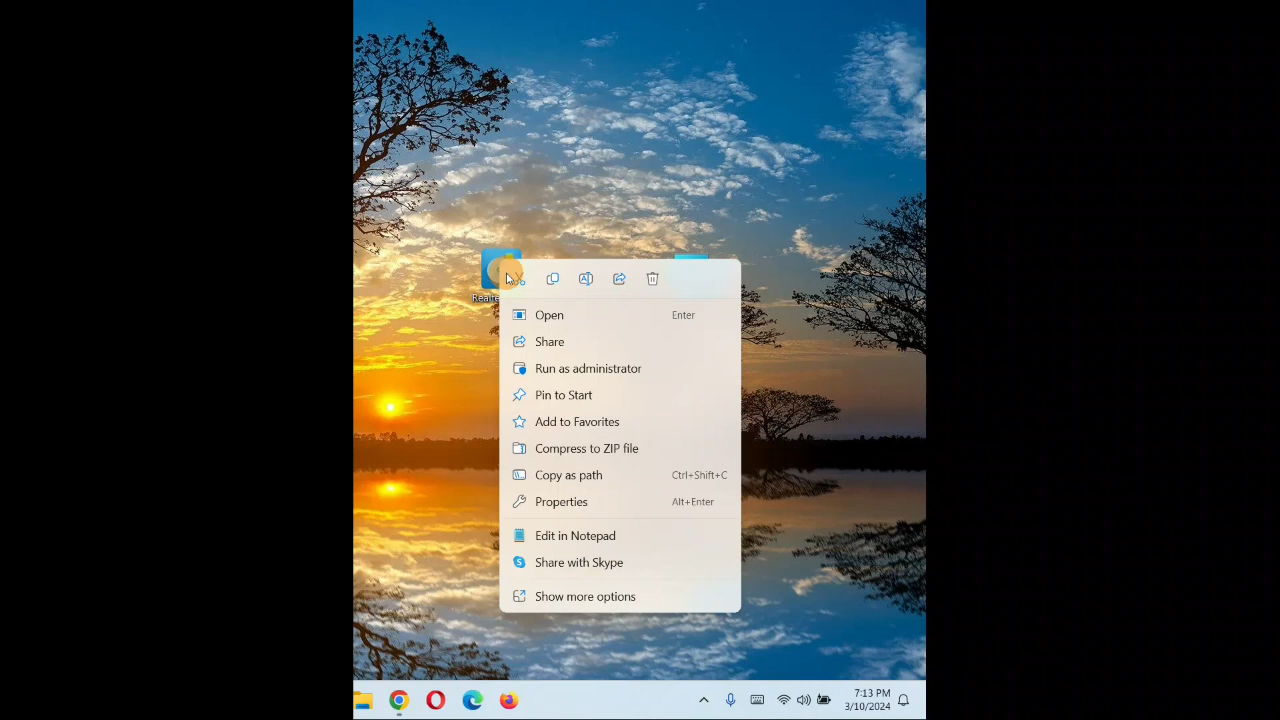 Open Enter
Share
Run as administrator
Pin to Start
Add to Favorites
Compress to ZIP file
Copy as path Ctrl+Shift+C
Properties Alt+Enter
Edit in Notepad
Share with Skype
Show more options
7:13 PM
3/10/2024